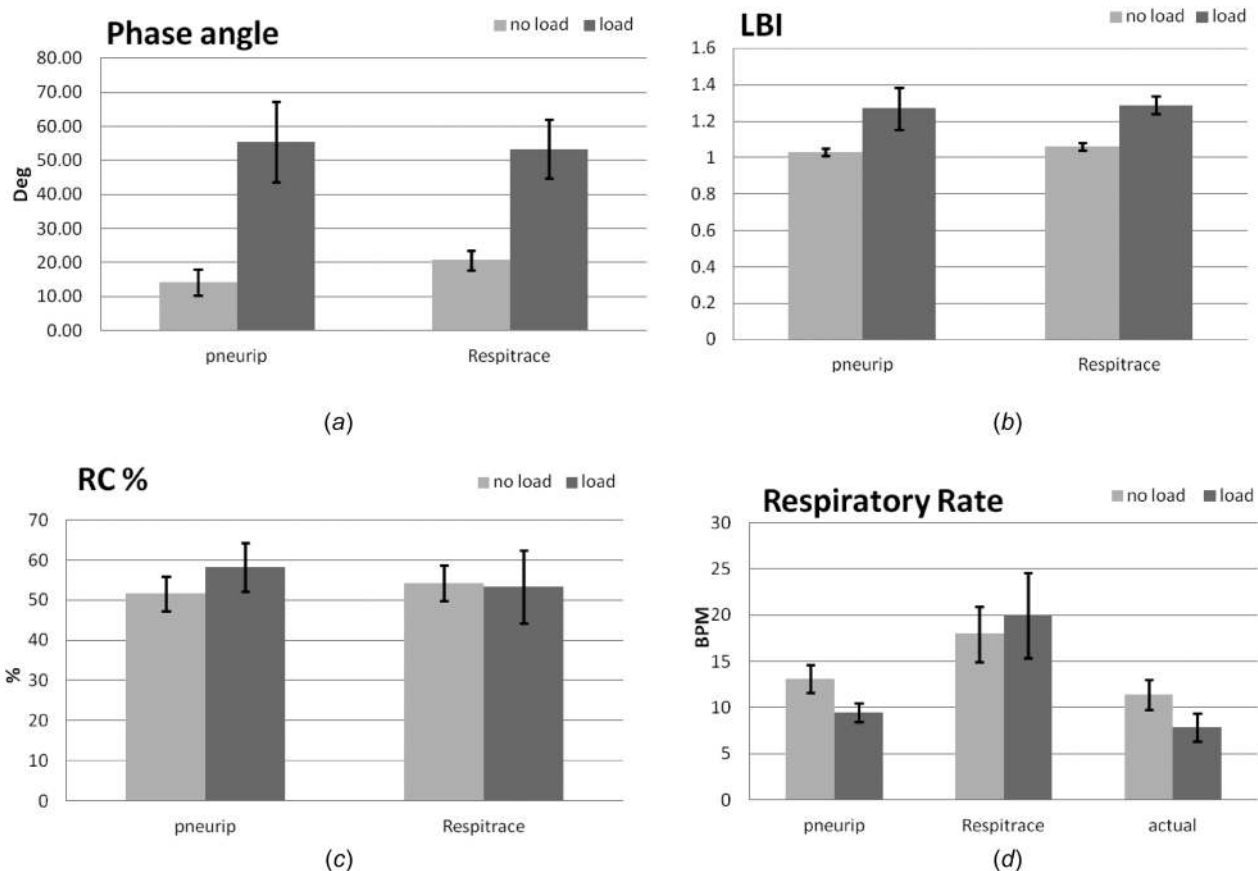 Phase angle
no load load
80.00
70.00
60.00
50.00
40.00
30.00
20.00
10.00
0.00
Deg
pneurip Respitrace
(a)
LBI
no load load
1.6
1.4
1.2
1
0.8
0.6
0.4
0.2
0
pneurip Respitrace
(b)
RC %
no load load
70
60
50
40
30
20
10
0
%
pneurip Respitrace
(c)
Respiratory Rate
no load load
30
25
20
15
10
5
0
BPM
pneurip Respitrace actual
(d)